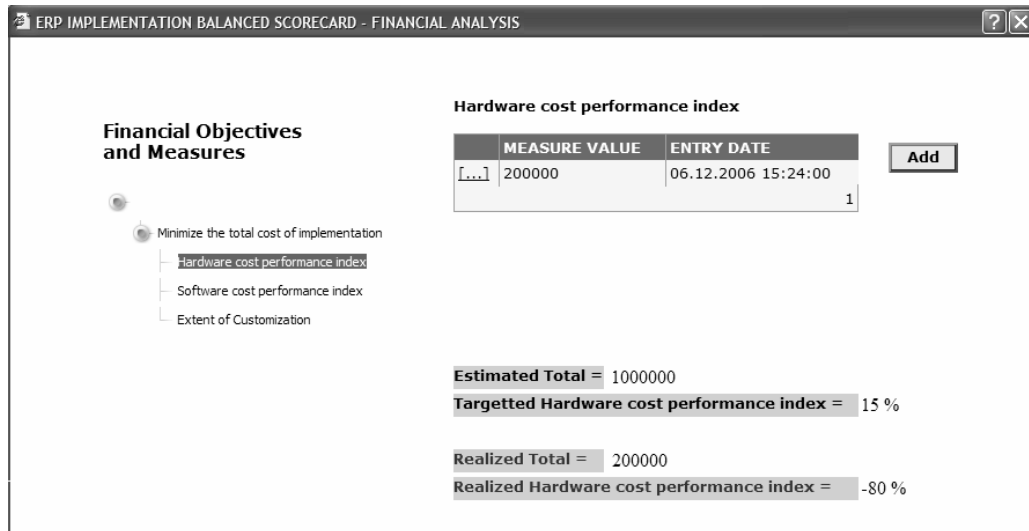 ERP IMPLEMENTATION BALANCED SCORECARD - FINANCIAL ANALYSIS
?
Financial Objectives
and Measures
Minimize the total cost of implementation
Hardware cost performance index
Software cost performance index
Extent of Customization
Hardware cost performance index
MEASURE VALUE ENTRY DATE
[...] 200000 06.12.2006 15:24:00
1
Add
Estimated Total = 1000000
Targetted Hardware cost performance index = 15 %
Realized Total = 200000
Realized Hardware cost performance index = -80 %